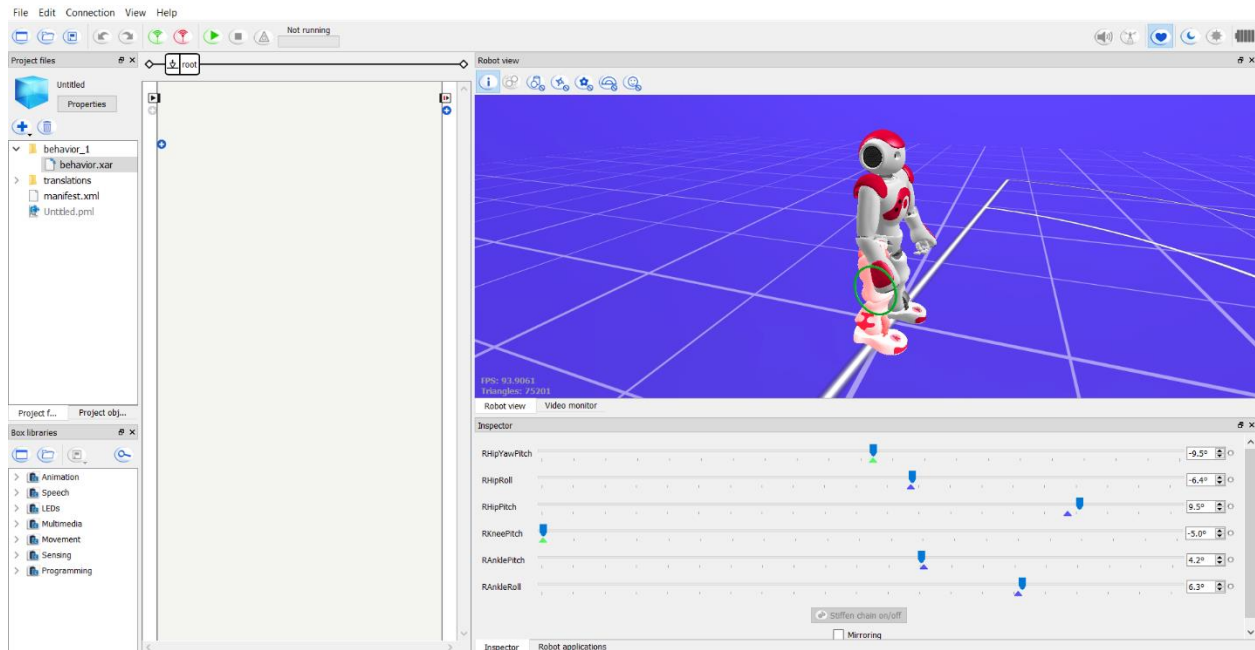 File Edit Connection View Help
Not running
Project files
root
Robot view
Untitled
Properties
i
behavior_1
behavior.xar
translations
manifest.xml
Untitled.pml
FPS: 93.9061
Triangles: 75201
Project f... Project obj...
Robot view Video monitor
Box libraries
Inspector
Animation
Speech
LEDs
Multimedia
Movement
Sensing
Programming
RHipYawPitch -9.5°
RHipRoll -6.4°
RHipPitch 9.5°
RKneePitch -5.0°
RAnklePitch 4.2°
RAnkleRoll 6.3°
Stiffen chain on/off
Mirroring
Inspector Robot applications